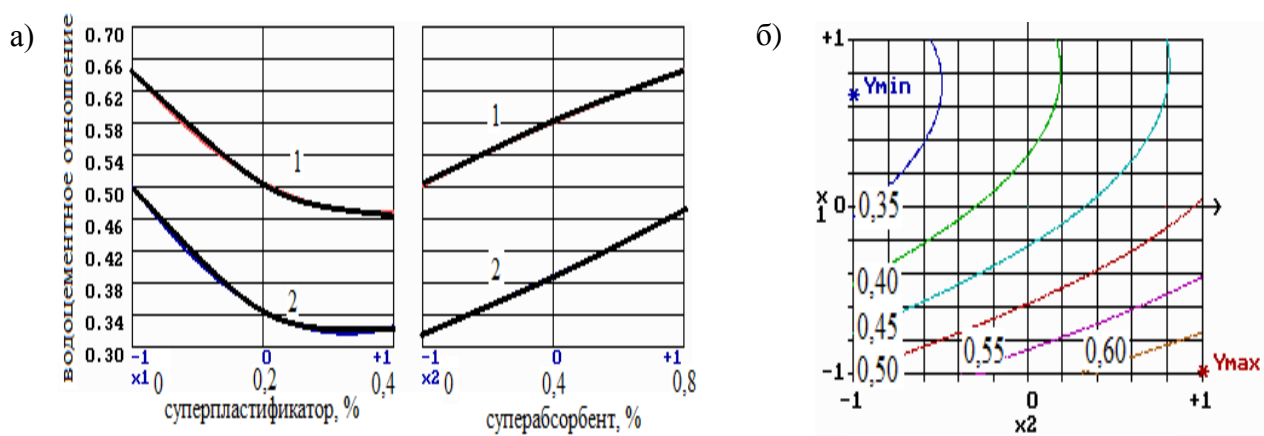 а)
водоцементное отношение
0.70
0.66
0.62
0.58
0.54
0.50
0.46
0.42
0.38
0.34
0.30
1
2
-1 0 +1
x1 0 0,2 0,4
суперпластификатор, %
1
2
-1 0 +1
x2 0 0,4 0,8
суперабсорбент, %
б)
+1
Ymin
x1 0
0,35
0,40
0,45
0,50
0,55
0,60
-1
Ymax
-1 0 +1
x2